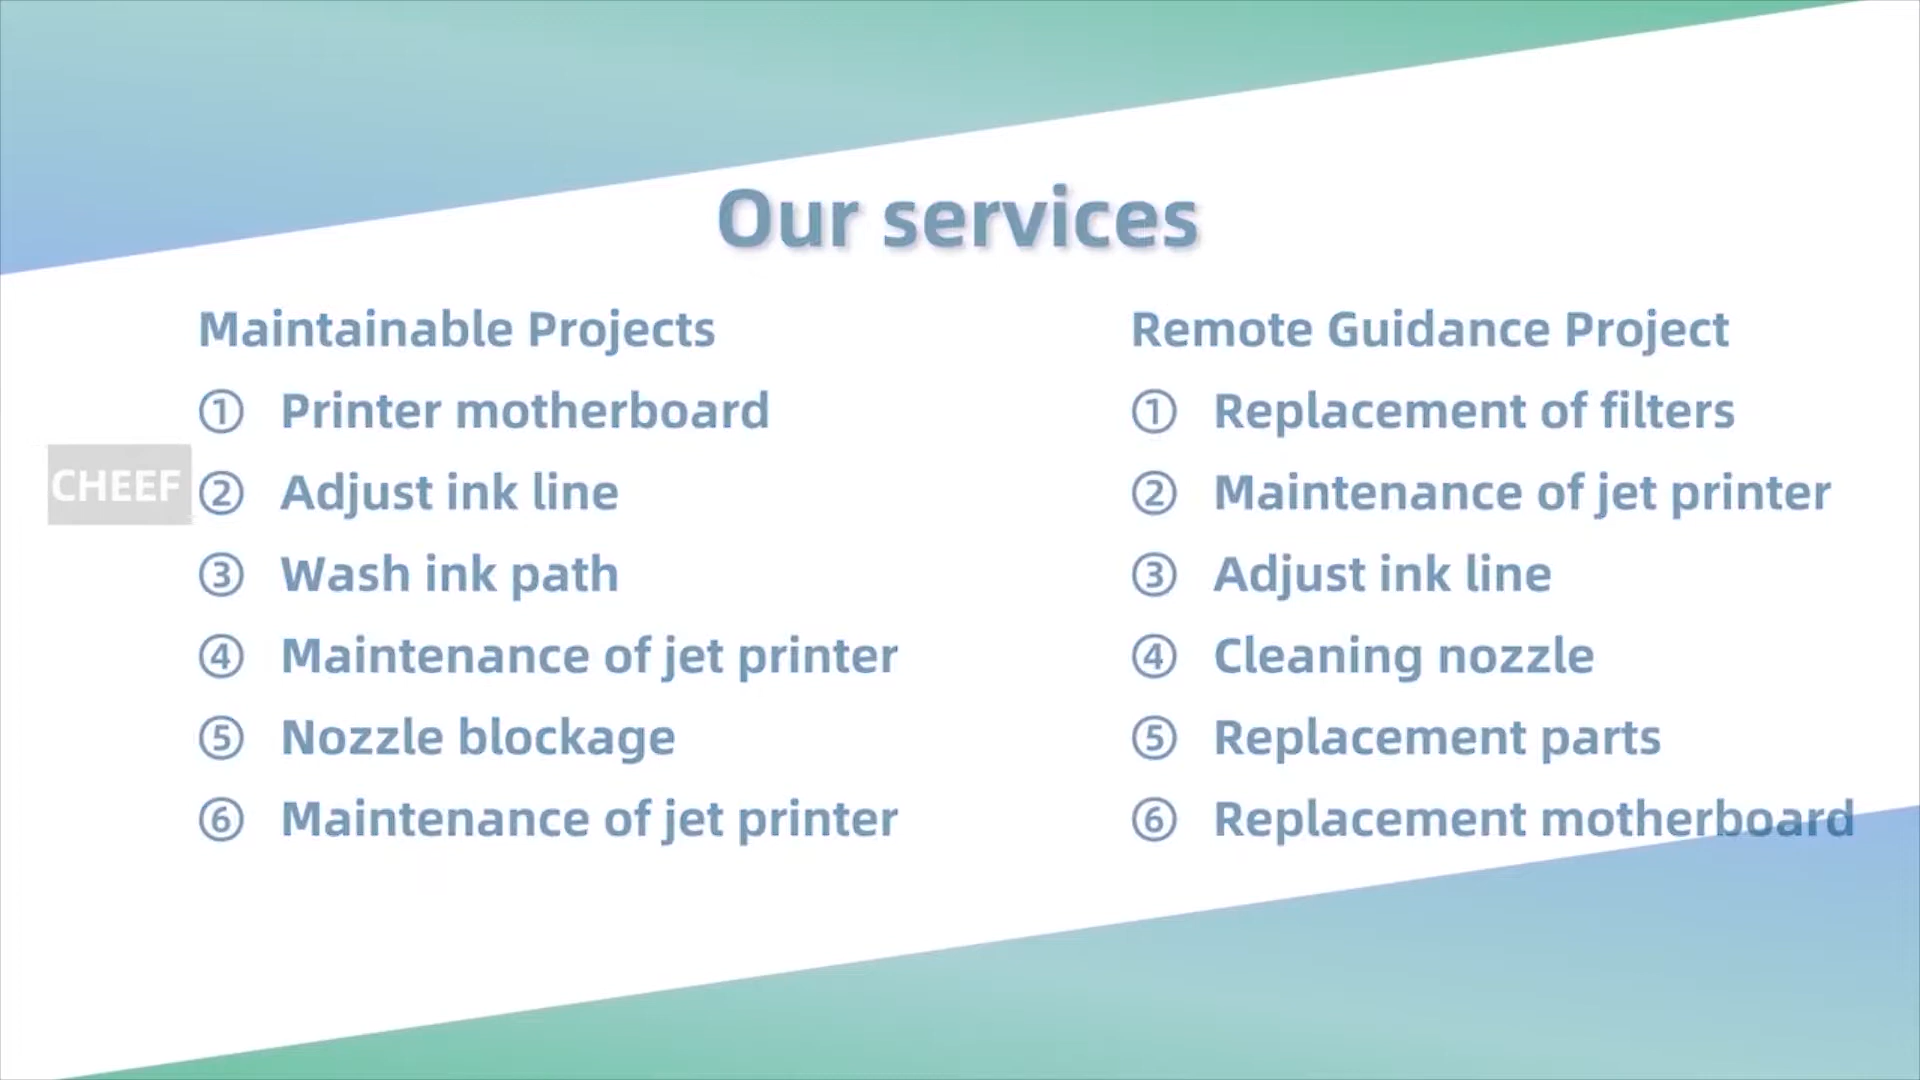 Our services
Maintainable Projects
① Printer motherboard
② Adjust ink line
③ Wash ink path
④ Maintenance of jet printer
⑤ Nozzle blockage
⑥ Maintenance of jet printer
Remote Guidance Project
① Replacement of filters
② Maintenance of jet printer
③ Adjust ink line
④ Cleaning nozzle
⑤ Replacement parts
⑥ Replacement motherboard
CHEEF